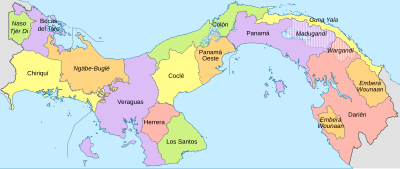 Naso
Tjër Di
Bocas
del Toro
Chiriquí
Ngäbe-Buglé
Veraguas
Herrera
Los Santos
Coclé
Colón
Panamá
Oeste
Panamá
Guna Yala
Madugandí
Wargandí
Darién
Emberá
Wounaan
Emberá
Wounaan